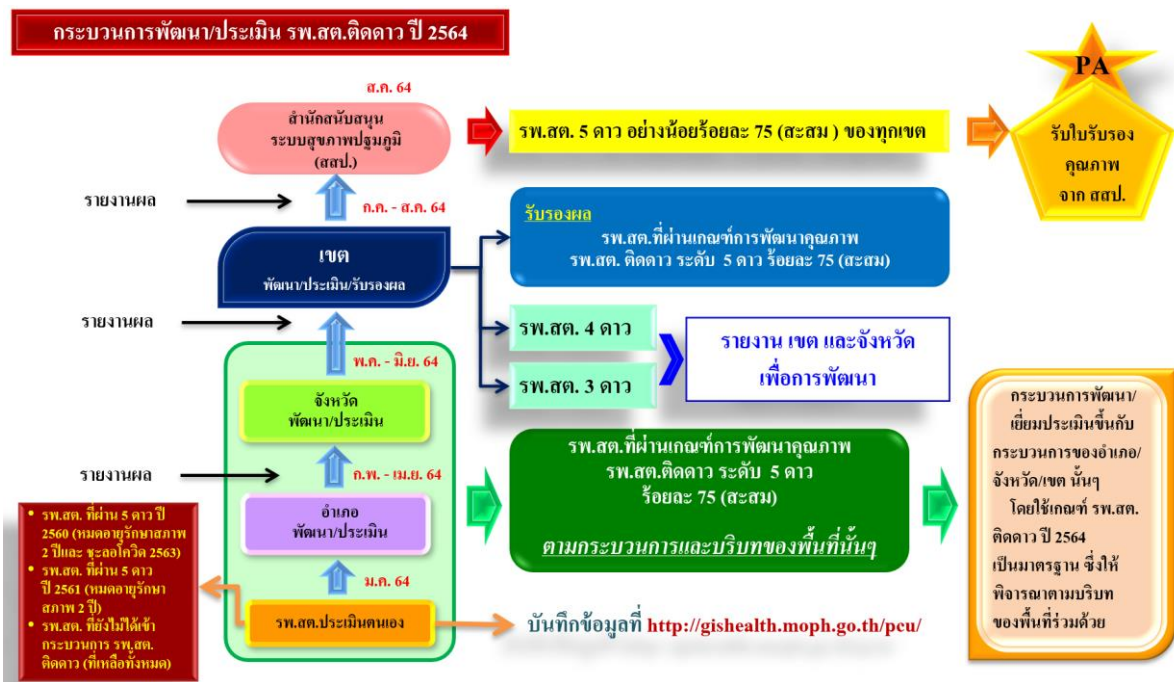 กระบวนการพัฒนา/ประเมิน รพ.สต.ติดดาว ปี 2564
ส.ค. 64
สำนักสนับสนุน
ระบบสุขภาพปฐมภูมิ
(สสป.)
รพ.สต. 5 ดาว อย่างน้อยร้อยละ 75 (สะสม ) ของทุกเขต
PA
รับใบรับรอง
คุณภาพ
จาก สสป.
รายงานผล
ก.ค. - ส.ค. 64
เขต
พัฒนา/ประเมิน/รับรองผล
รับรองผล
รพ.สต.ที่ผ่านเกณฑ์การพัฒนาคุณภาพ
รพ.สต. ติดดาว ระดับ 5 ดาว ร้อยละ 75 (สะสม)
รายงานผล
รพ.สต. 4 ดาว
รพ.สต. 3 ดาว
รายงาน เขต และจังหวัด
เพื่อการพัฒนา
พ.ค. - มิ.ย. 64
จังหวัด
พัฒนา/ประเมิน
รายงานผล
ก.พ. - เม.ย. 64
อำเภอ
พัฒนา/ประเมิน
ม.ค. 64
รพ.สต.ประเมินตนเอง
รพ.สต.ที่ผ่านเกณฑ์การพัฒนาคุณภาพ
รพ.สต.ติดดาว ระดับ 5 ดาว
ร้อยละ 75 (สะสม)
ตามกระบวนการและบริบทของพื้นที่นั้นๆ
กระบวนการพัฒนา/
เยี่ยมประเมินขึ้นกับ
กระบวนการของอำเภอ/
จังหวัด/เขต นั้นๆ
โดยใช้เกณฑ์ รพ.สต.
ติดดาว ปี 2564
เป็นมาตรฐาน ซึ่งให้
พิจารณาตามบริบท
ของพื้นที่ร่วมด้วย
• รพ.สต. ที่ผ่าน 5 ดาว ปี
2560 (หมดอายุรักษาสภาพ
2 ปีและ ชะลอโควิด 2563)
• รพ.สต. ที่ผ่าน 5 ดาว
ปี 2561 (หมดอายุรักษา
สภาพ 2 ปี)
• รพ.สต. ที่ยังไม่ได้เข้า
กระบวนการ รพ.สต.
ติดดาว (ที่เหลือทั้งหมด)
บันทึกข้อมูลที่ http://gishealth.moph.go.th/pcu/